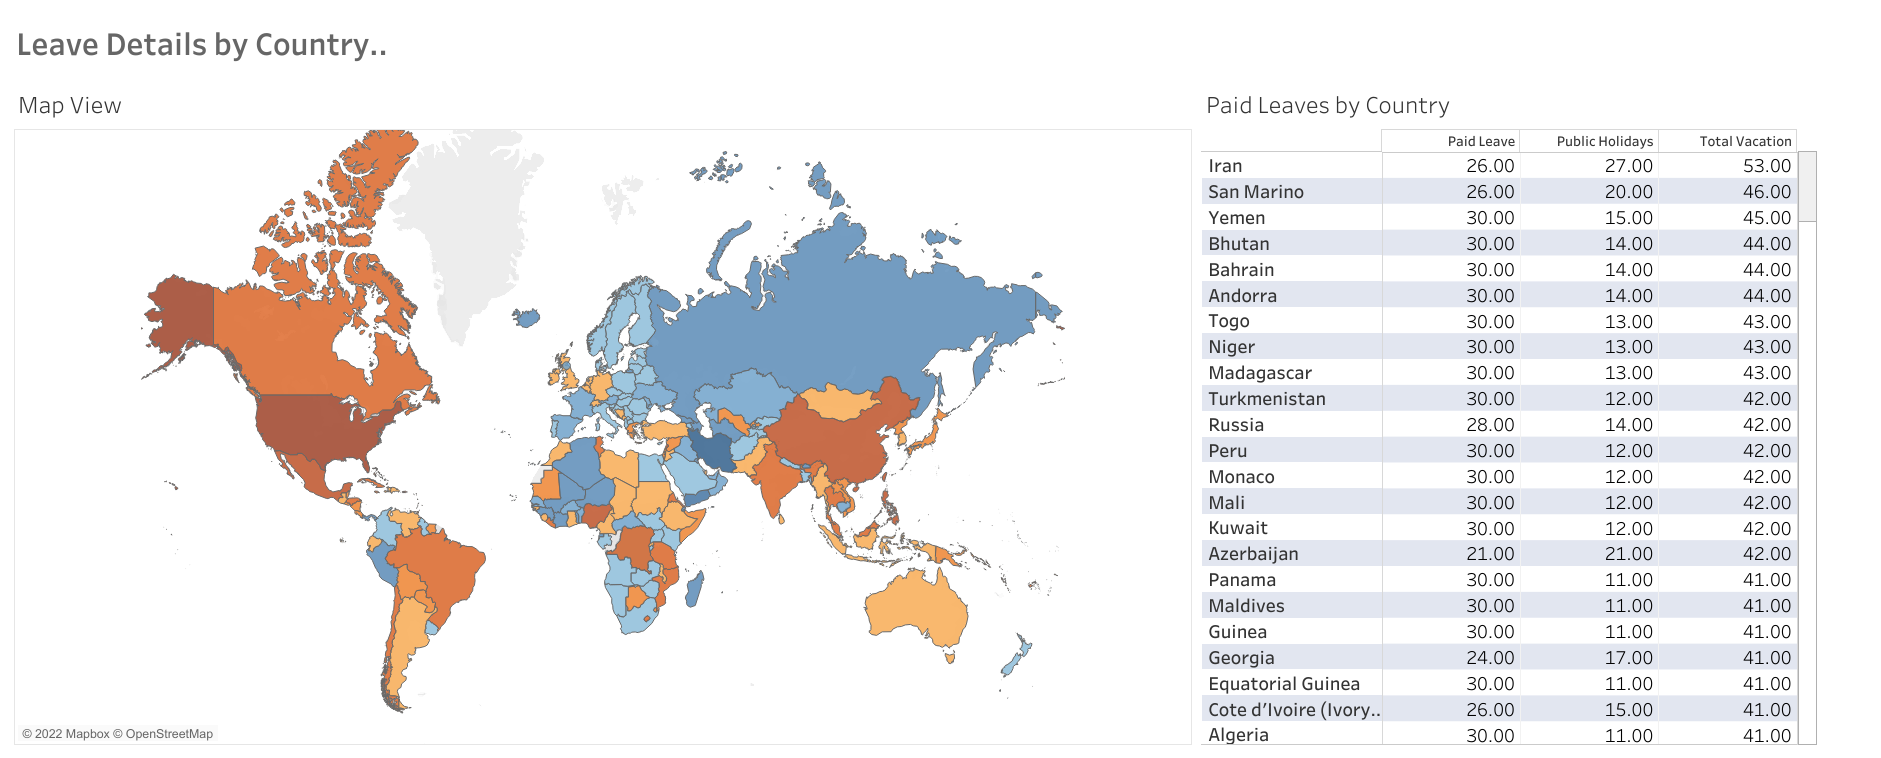 Leave Details by Country..
Map View
© 2022 Mapbox © OpenStreetMap
Paid Leaves by Country
Paid Leave Public Holidays Total Vacation
Iran 26.00 27.00 53.00
San Marino 26.00 20.00 46.00
Yemen 30.00 15.00 45.00
Bhutan 30.00 14.00 44.00
Bahrain 30.00 14.00 44.00
Andorra 30.00 14.00 44.00
Togo 30.00 13.00 43.00
Niger 30.00 13.00 43.00
Madagascar 30.00 13.00 43.00
Turkmenistan 30.00 12.00 42.00
Russia 28.00 14.00 42.00
Peru 30.00 12.00 42.00
Monaco 30.00 12.00 42.00
Mali 30.00 12.00 42.00
Kuwait 30.00 12.00 42.00
Azerbaijan 21.00 21.00 42.00
Panama 30.00 11.00 41.00
Maldives 30.00 11.00 41.00
Guinea 30.00 11.00 41.00
Georgia 24.00 17.00 41.00
Equatorial Guinea 30.00 11.00 41.00
Cote d’Ivoire (Ivory.. 26.00 15.00 41.00
Algeria 30.00 11.00 41.00